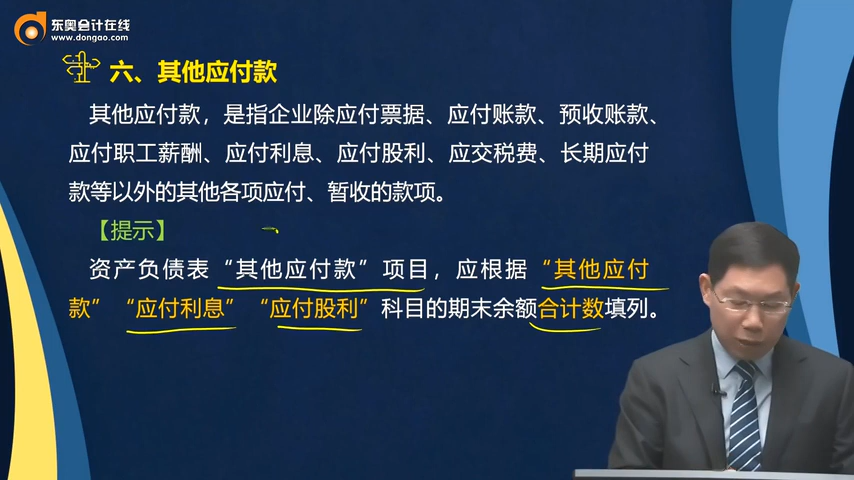 东奥会计在线
www.dongao.com
六、其他应付款
其他应付款，是指企业除应付票据、应付账款、预收账款、
应付职工薪酬、应付利息、应付股利、应交税费、长期应付
款等以外的其他各项应付、暂收的款项。
【提示】
资产负债表“其他应付款”项目，应根据“其他应付
款”“应付利息”“应付股利”科目的期末余额合计数填列。